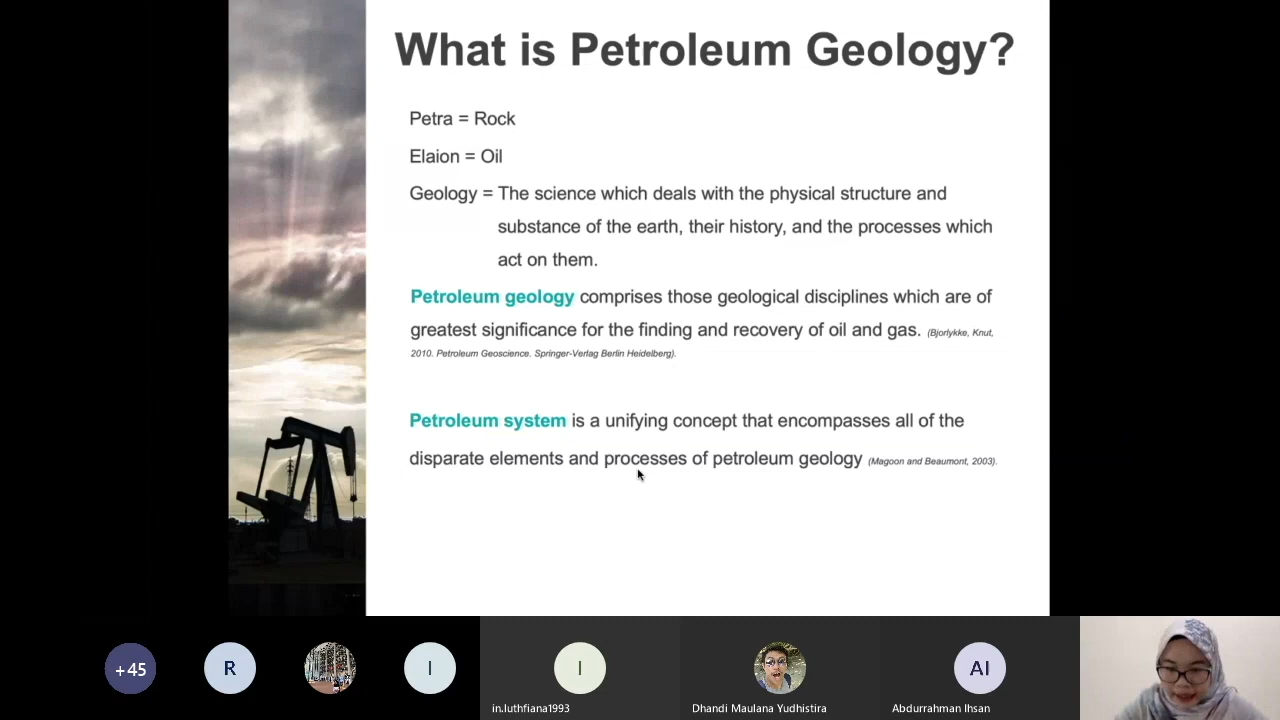 What is Petroleum Geology?
Petra = Rock
Elaion = Oil
Geology = The science which deals with the physical structure and
substance of the earth, their history, and the processes which
act on them.
Petroleum geology comprises those geological disciplines which are of
greatest significance for the finding and recovery of oil and gas. (Bjorlykke, Knut,
2010. Petroleum Geoscience. Springer-Verlag Berlin Heidelberg).
Petroleum system is a unifying concept that encompasses all of the
disparate elements and processes of petroleum geology (Magoon and Beaumont, 2003).
+45
R
I
I
AI
in.luthfiana1993
Dhandi Maulana Yudhistira
Abdurrahman Ihsan